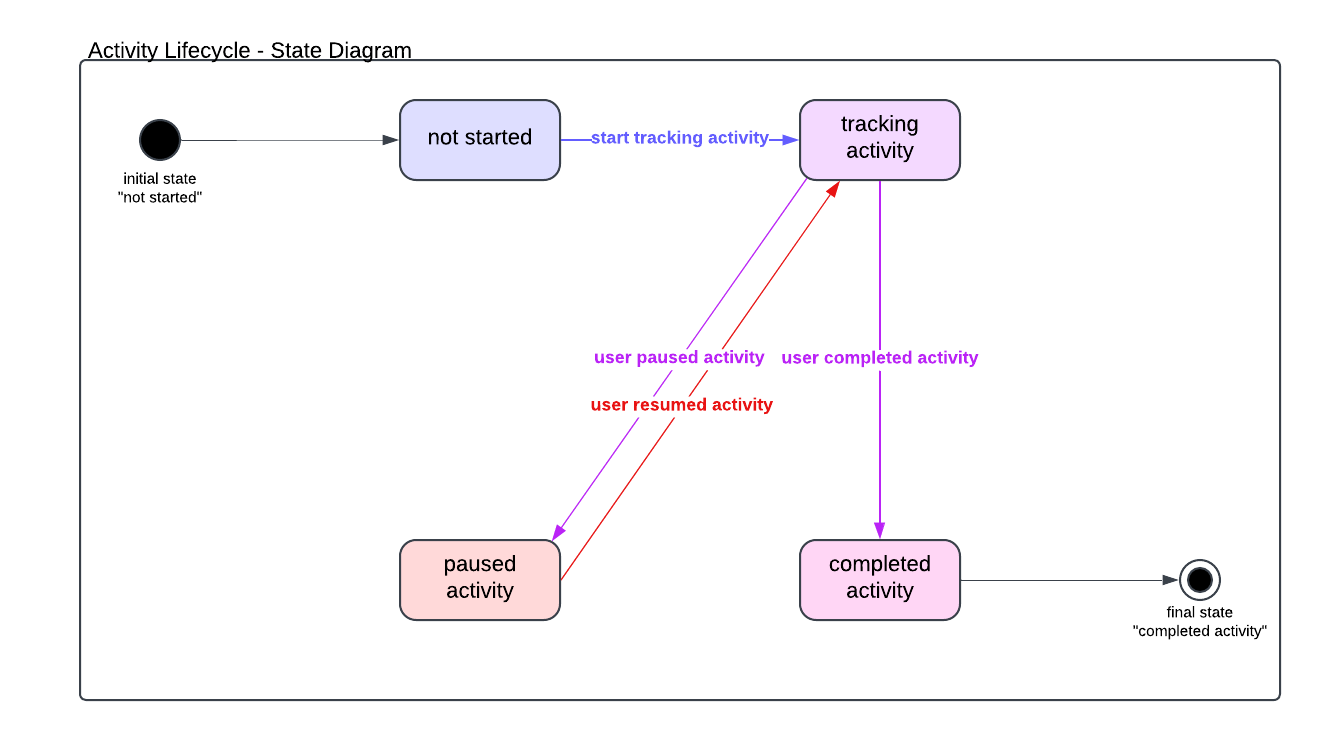 Activity Lifecycle - State Diagram
not started
start tracking activity
tracking
activity
initial state
"not started"
user paused activity
user completed activity
user resumed activity
paused
activity
completed
activity
final state
"completed activity"